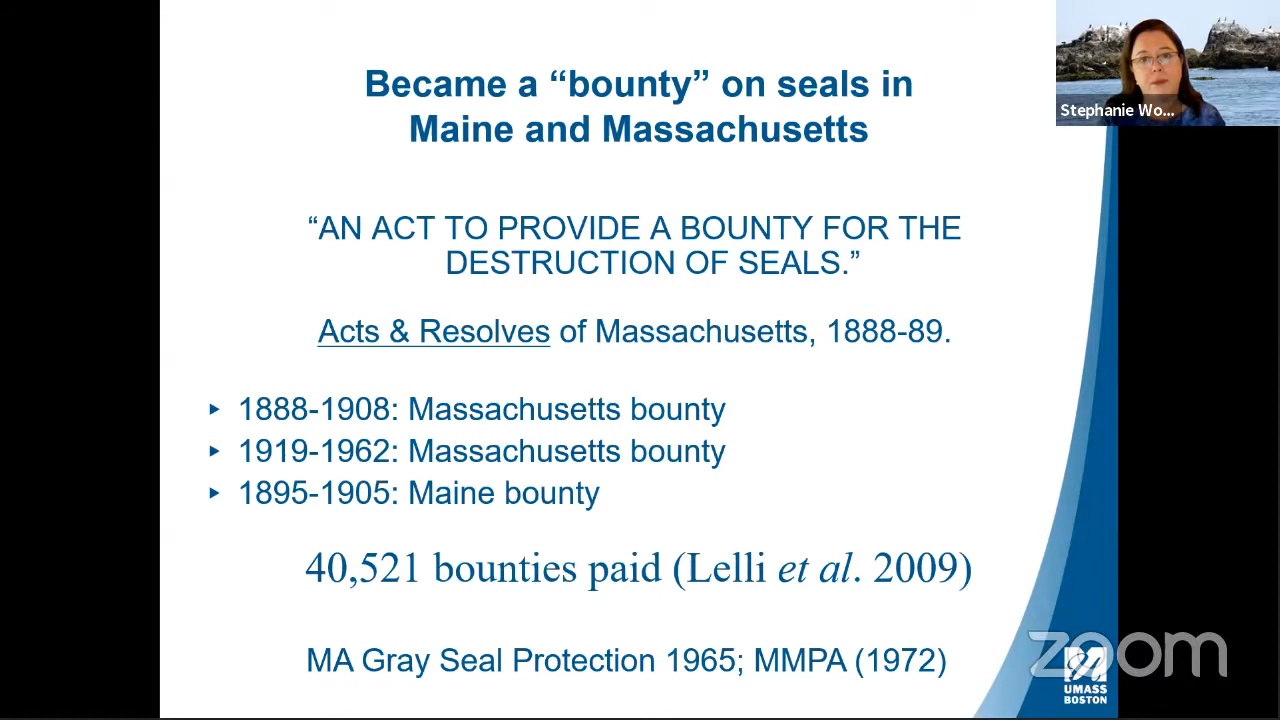 Became a “bounty” on seals in
Maine and Massachusetts
“AN ACT TO PROVIDE A BOUNTY FOR THE
DESTRUCTION OF SEALS.”
Acts & Resolves of Massachusetts, 1888-89.
‣ 1888-1908: Massachusetts bounty
‣ 1919-1962: Massachusetts bounty
‣ 1895-1905: Maine bounty
40,521 bounties paid (Lelli et al. 2009)
MA Gray Seal Protection 1965; MMPA (1972)
Stephanie Wo...
zoom
UMASS
BOSTON